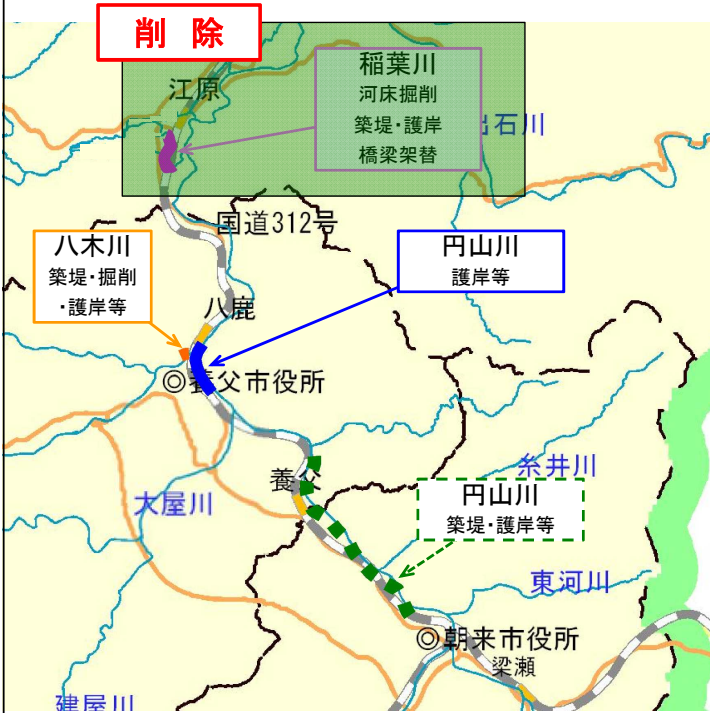 削 除
稲葉川
河床掘削
築堤・護岸
橋梁架替
江原
出石川
国道312号
八木川
築堤・掘削
・護岸等
円山川
護岸等
八鹿
◎養父市役所
養父
糸井川
大屋川
円山川
築堤・護岸等
東河川
◎朝来市役所
梁瀬
建屋川